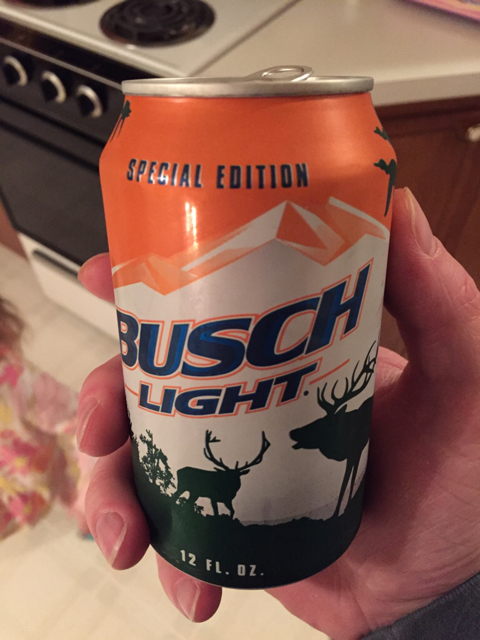 SPECIAL EDITION
BUSCH
LIGHT.
12 FL. OZ.